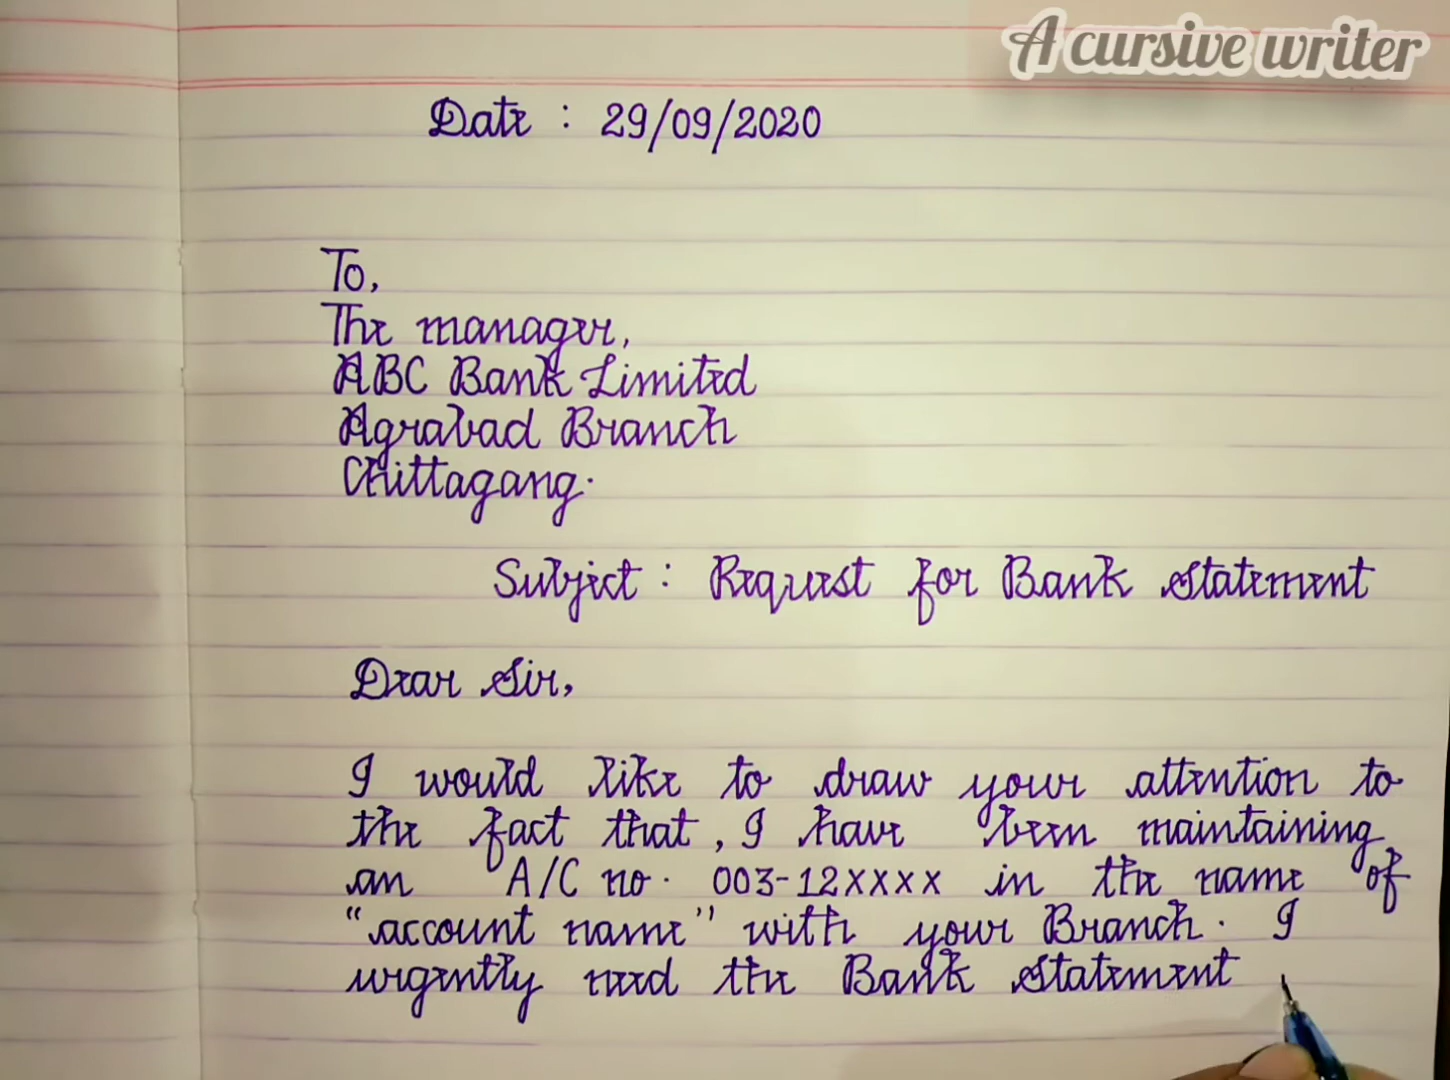 A cursive writer
Date : 29/09/2020
To,
The manager,
ABC Bank Limited
Agrabad Branch
Chittagang.
Subject : Request for Bank Statement
Dear Sir,
I would like to draw your attention to
the fact that, I have been maintaining
an A/C no. 003-12xxxx in the name of
"account name" with your Branch. I
urgently need the Bank Statement